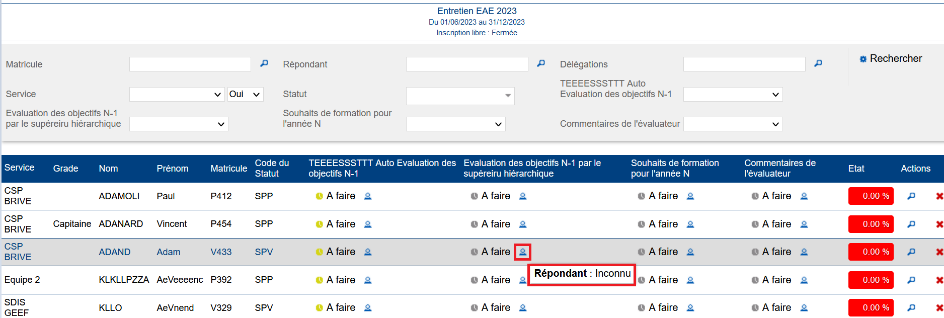 Entretien EAE 2023
Du 01/06/2023 au 31/12/2023
Inscription libre : Fermée
Matricule Répondant Délégations Rechercher
Service Oui Statut TEEEESSSTTT Auto
Evaluation des objectifs N-1
Evaluation des objectifs N-1
par le supéreiru hiérarchique Souhaits de formation pour
l'année N Commentaires de l'évaluateur
Service Grade Nom Prénom Matricule Code du
Statut TEEEESSSTTT Auto Evaluation des
objectifs N-1 Evaluation des objectifs N-1 par le
supéreiru hiérarchique Souhaits de formation
pour l'année N Commentaires de
l'évaluateur Etat Actions
CSP
BRIVE ADAMOLI Paul P412 SPP A faire A faire A faire A faire 0.00 %
CSP
BRIVE Capitaine ADANARD Vincent P454 SPP A faire A faire A faire A faire 0.00 %
CSP
BRIVE ADAND Adam V433 SPV A faire A faire A faire A faire 0.00 %
Répondant : Inconnu
Equipe 2 KLKLLPZZA AeVeeeenc P392 SPP A faire A faire A faire A faire 0.00 %
SDIS
GEEF KLLO AeVnend V329 SPV A faire A faire A faire A faire 0.00 %